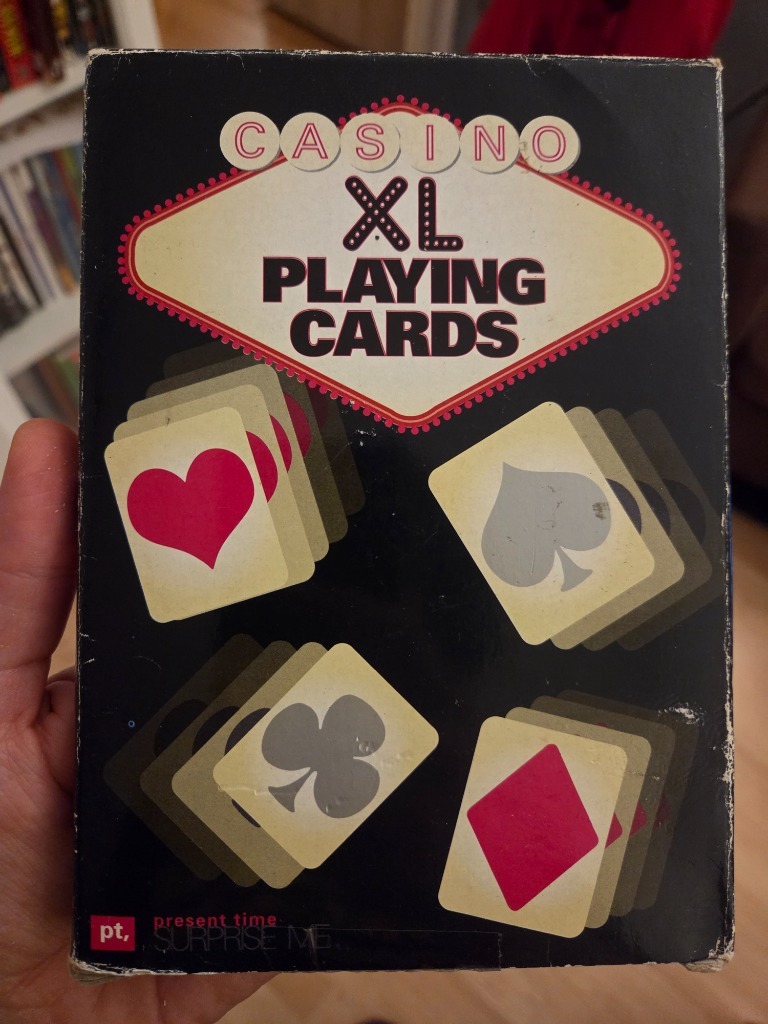 CASINO
XL
PLAYING
CARDS
pt,
present time
SURPRISE ME